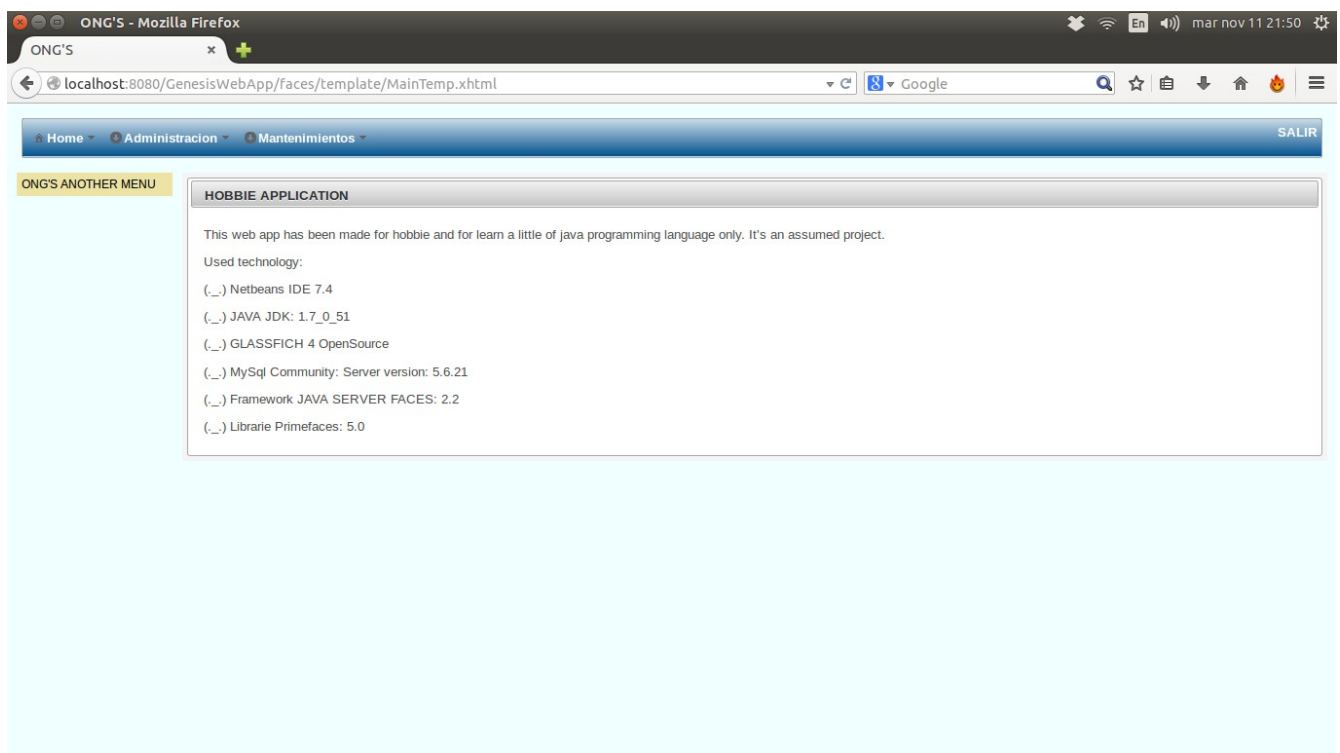 ONG'S - Mozilla Firefox
En
mar nov 11 21:50
ONG'S
localhost:8080/GenesisWebApp/faces/template/MainTemp.xhtml
Google
Home
Administracion
Mantenimientos
SALIR
ONG'S ANOTHER MENU
HOBBIE APPLICATION
This web app has been made for hobbie and for learn a little of java programming language only. It's an assumed project.
Used technology:
(._.) Netbeans IDE 7.4
(._.) JAVA JDK: 1.7_0_51
(._.) GLASSFICH 4 OpenSource
(._.) MySql Community: Server version: 5.6.21
(._.) Framework JAVA SERVER FACES: 2.2
(._.) Librarie Primefaces: 5.0